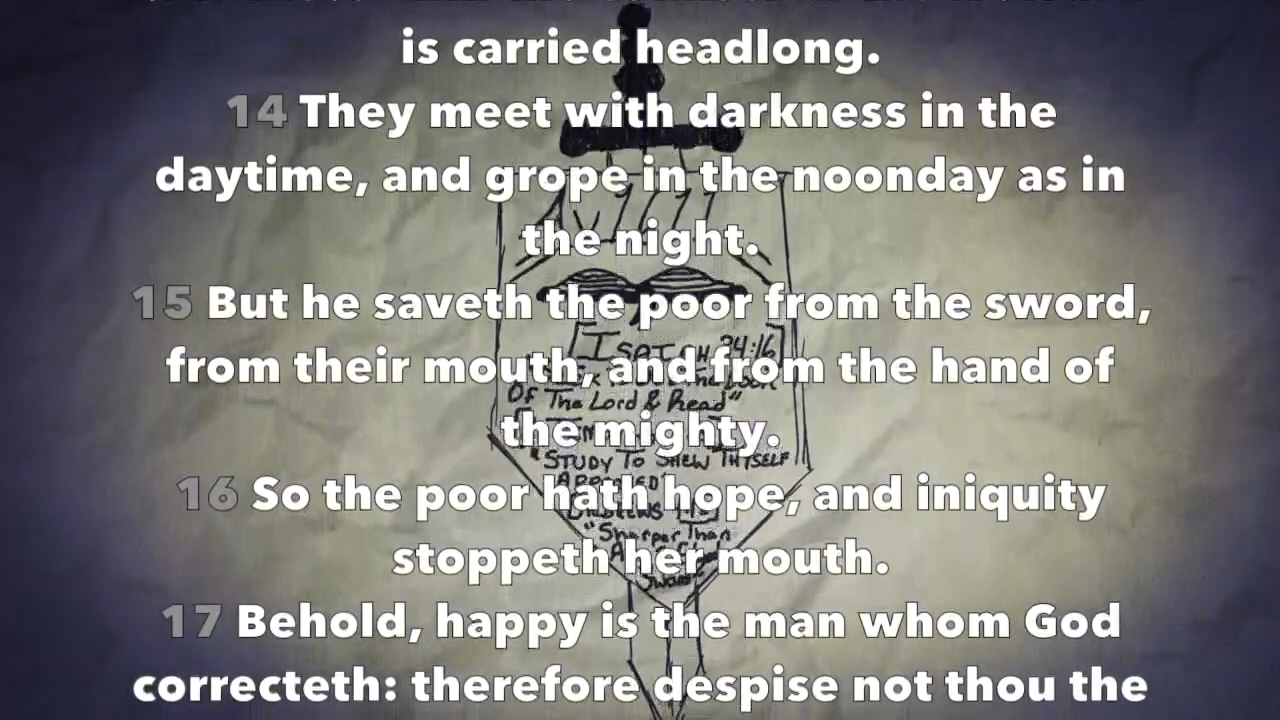 is carried headlong.
14 They meet with darkness in the
daytime, and grope in the noonday as in
the night.
15 But he saveth the poor from the sword,
from their mouth, and from the hand of
the mighty.
16 So the poor hath hope, and iniquity
stoppeth her mouth.
17 Behold, happy is the man whom God
correcteth: therefore despise not thou the
34:16
Of The Lord & Read"
"STUDY TO SHEW THYSELF
"Sharper Than